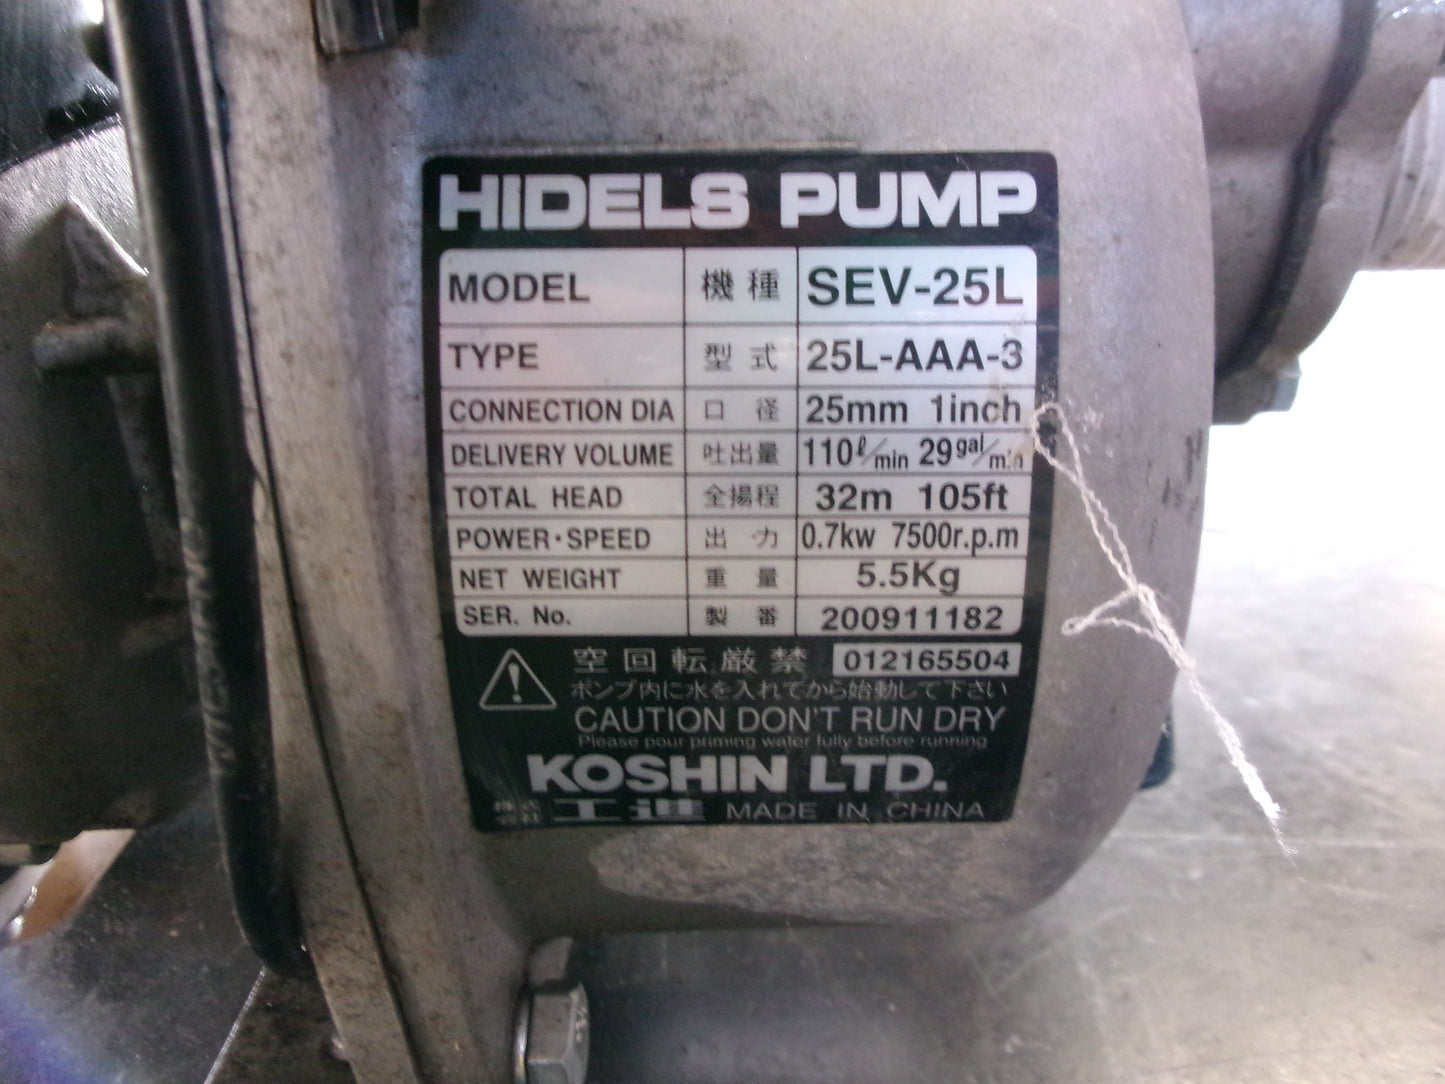 HIDELS PUMP
MODEL 機種 SEV-25L
TYPE 型式 25L-AAA-3
CONNECTION DIA 口径 25mm 1inch
DELIVERY VOLUME 吐出量 110ℓ/min 29gal/min
TOTAL HEAD 全揚程 32m 105ft
POWER・SPEED 出力 0.7kw 7500r.p.m
NET WEIGHT 重量 5.5Kg
SER. No. 製番 200911182
空回転厳禁 012165504
ポンプ内に水を入れてから始動して下さい
CAUTION DON'T RUN DRY
Please pour priming water fully before running
KOSHIN LTD.
株式会社 工進 MADE IN CHINA